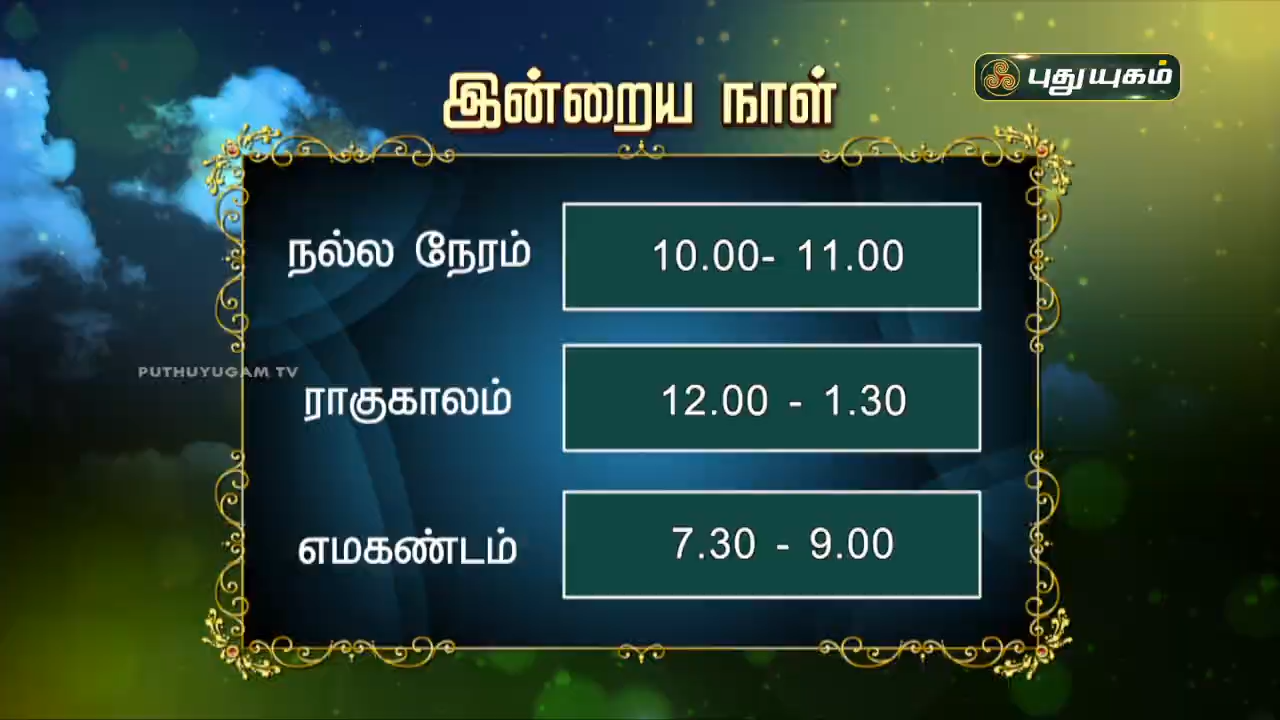 புதுயுகம்
இன்றைய நாள்
நல்ல நேரம் 10.00- 11.00
PUTHUYUGAM TV
ராகுகாலம் 12.00 - 1.30
எமகண்டம் 7.30 - 9.00